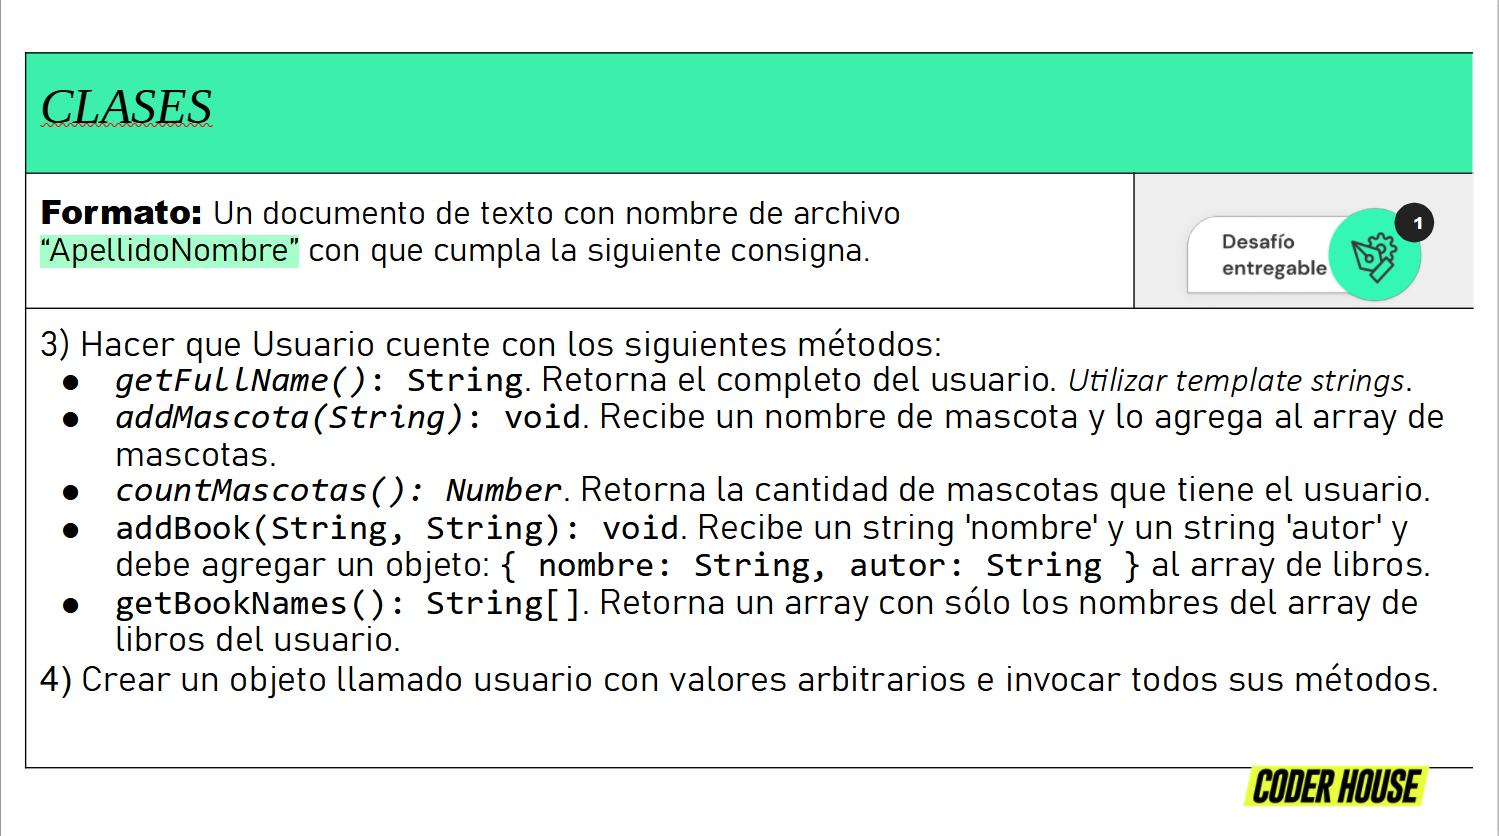 CLASES
Formato: Un documento de texto con nombre de archivo
“ApellidoNombre” con que cumpla la siguiente consigna.
Desafío
entregable
1
3) Hacer que Usuario cuente con los siguientes métodos:
● getFullName(): String. Retorna el completo del usuario. Utilizar template strings.
● addMascota(String): void. Recibe un nombre de mascota y lo agrega al array de
mascotas.
● countMascotas(): Number. Retorna la cantidad de mascotas que tiene el usuario.
● addBook(String, String): void. Recibe un string 'nombre' y un string 'autor' y
debe agregar un objeto: { nombre: String, autor: String } al array de libros.
● getBookNames(): String[]. Retorna un array con sólo los nombres del array de
libros del usuario.
4) Crear un objeto llamado usuario con valores arbitrarios e invocar todos sus métodos.
CODER HOUSE